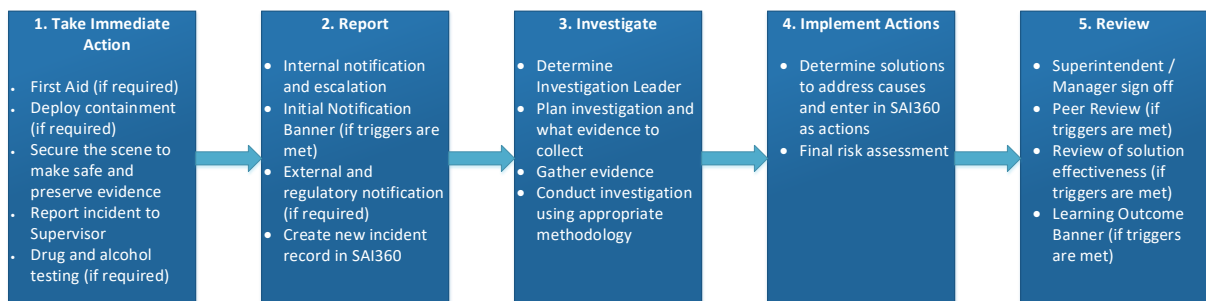 1. Take Immediate
Action
• First Aid (if required)
• Deploy containment
(if required)
• Secure the scene to
make safe and
preserve evidence
• Report incident to
Supervisor
• Drug and alcohol
testing (if required)
2. Report
• Internal notification
and escalation
• Initial Notification
Banner (if triggers are
met)
• External and
regulatory notification
(if required)
• Create new incident
record in SAI360
3. Investigate
• Determine
Investigation Leader
• Plan investigation and
what evidence to
collect
• Gather evidence
• Conduct investigation
using appropriate
methodology
4. Implement Actions
• Determine solutions
to address causes
and enter in SAI360
as actions
• Final risk assessment
5. Review
• Superintendent /
Manager sign off
• Peer Review (if
triggers are met)
• Review of solution
effectiveness (if
triggers are met)
• Learning Outcome
Banner (if triggers
are met)